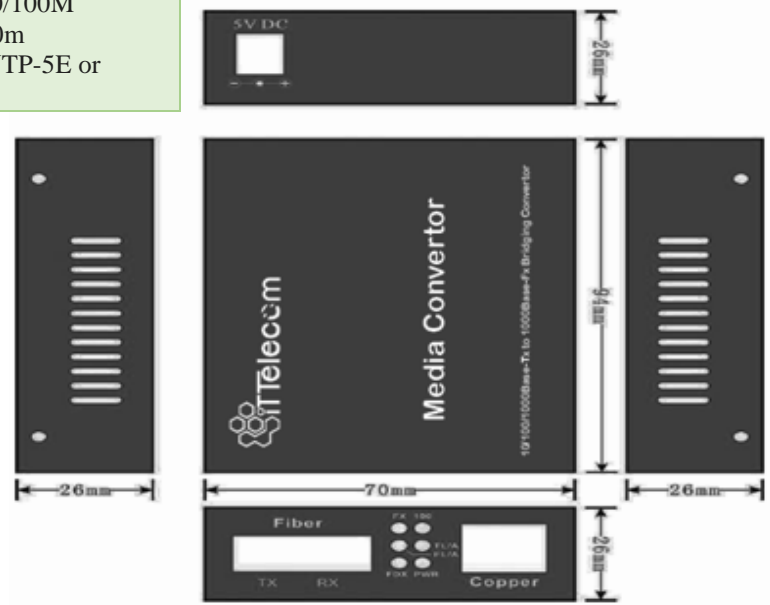 0/100M
0m
UTP-5E or
5V DC
- • +
26mm
iTTelecom
Media Convertor
10/100/1000Base-Tx to 1000Base-Fx Bridging Convertor
94mm
26mm
70mm
26mm
Fiber
FX 100
FL/A
FL/A
FDX PWR
TX RX
Copper
26mm